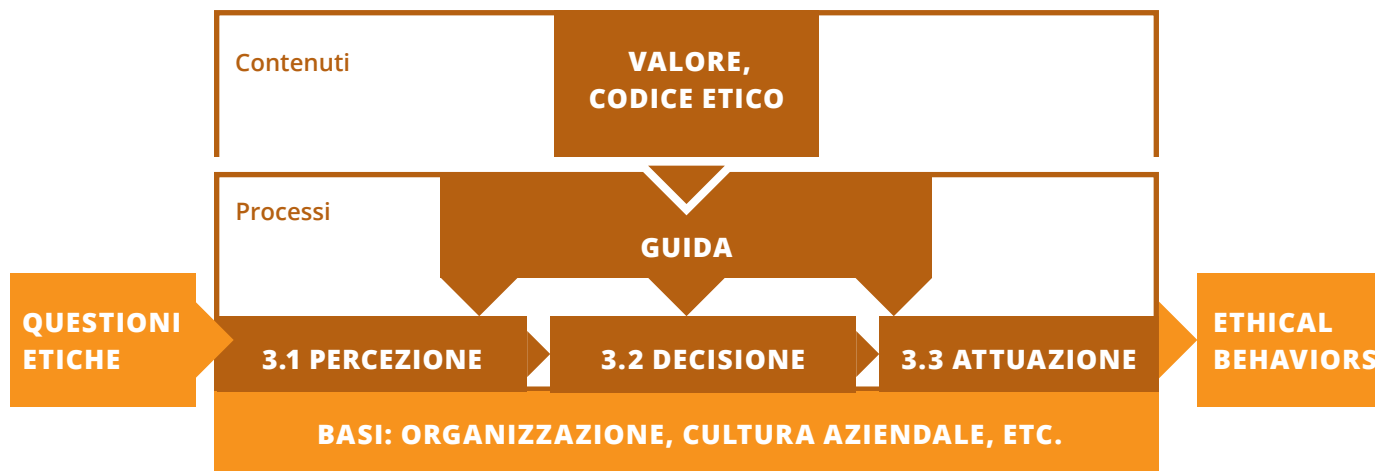 Contenuti
VALORE,
CODICE ETICO
Processi
GUIDA
QUESTIONI
ETICHE
3.1 PERCEZIONE
3.2 DECISIONE
3.3 ATTUAZIONE
ETHICAL
BEHAVIORS
BASI: ORGANIZZAZIONE, CULTURA AZIENDALE, ETC.